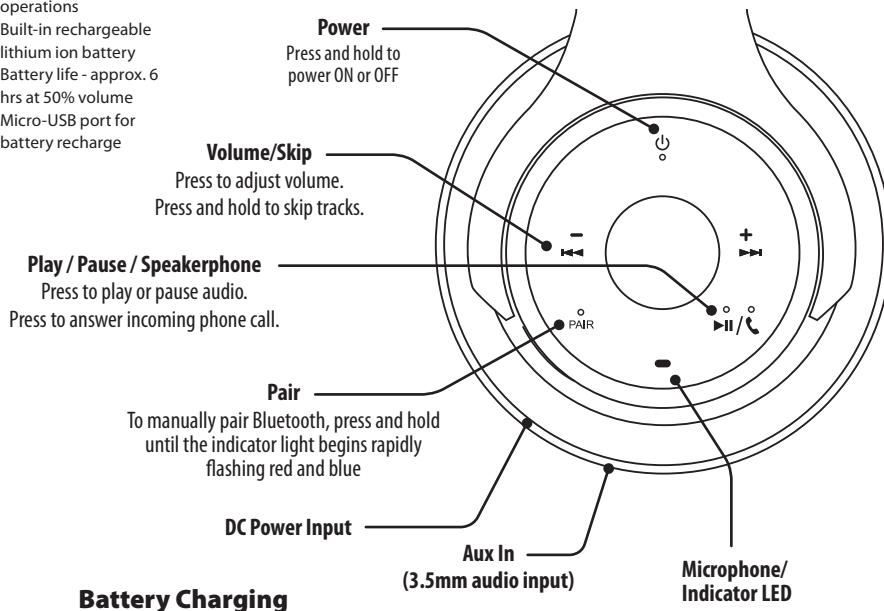 operations
Built-in rechargeable
lithium ion battery
Battery life - approx. 6
hrs at 50% volume
Micro-USB port for
battery recharge
Power
Press and hold to
power ON or OFF
Volume/Skip
Press to adjust volume.
Press and hold to skip tracks.
Play / Pause / Speakerphone
Press to play or pause audio.
Press to answer incoming phone call.
Pair
To manually pair Bluetooth, press and hold
until the indicator light begins rapidly
flashing red and blue
DC Power Input
Aux In
(3.5mm audio input)
Microphone/
Indicator LED
- +
PAIR
/
Battery Charging